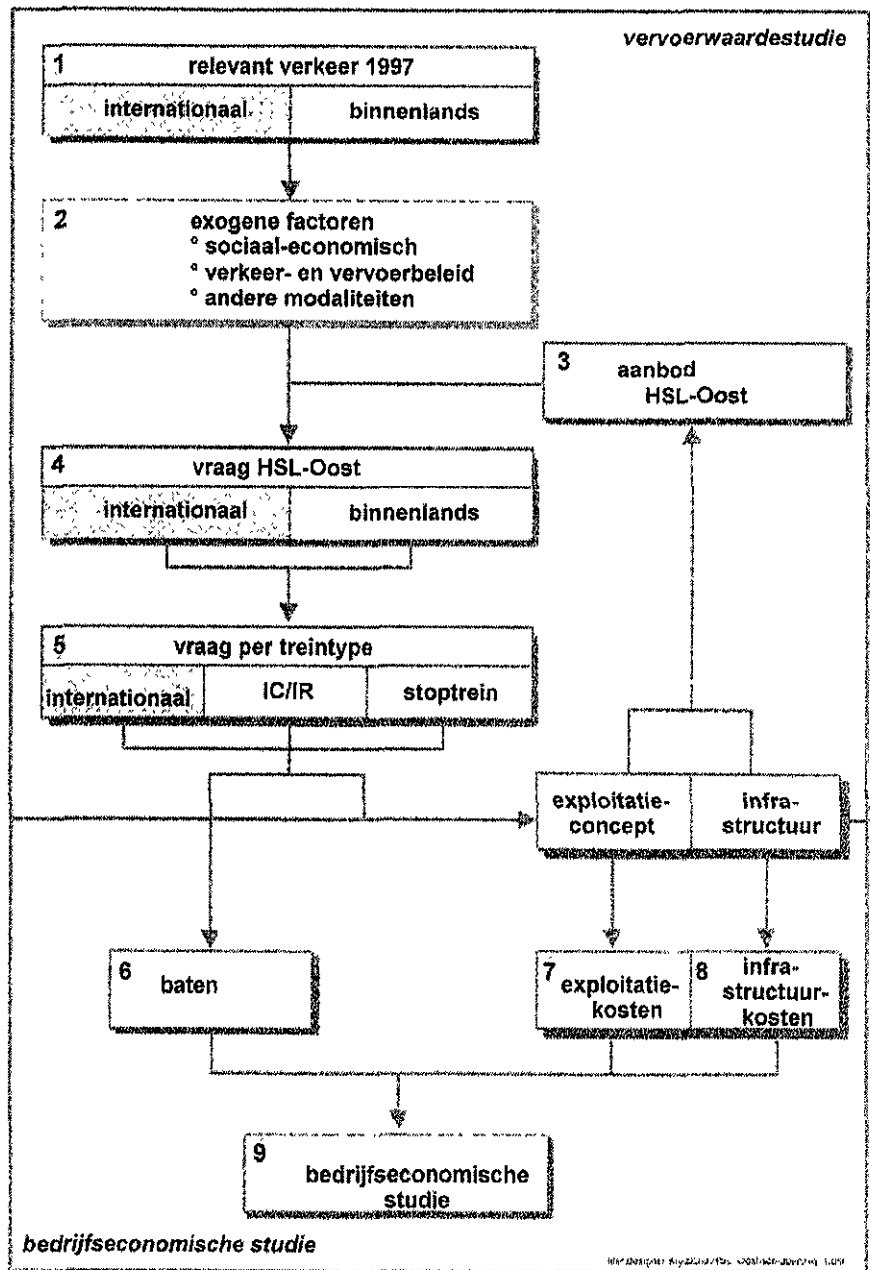 vervoerwaardestudie
1 relevant verkeer 1997
internationaal binnenlands
2 exogene factoren
° sociaal-economisch
° verkeer- en vervoerbeleid
° andere modaliteiten
3 aanbod
HSL-Oost
4 vraag HSL-Oost
internationaal binnenlands
5 vraag per treintype
internationaal IC/IR stoptrein
exploitatie-
concept
infra-
structuur
6 baten
7 exploitatie-
kosten
8 infra-
structuur-
kosten
9 bedrijfseconomische
studie
bedrijfseconomische studie